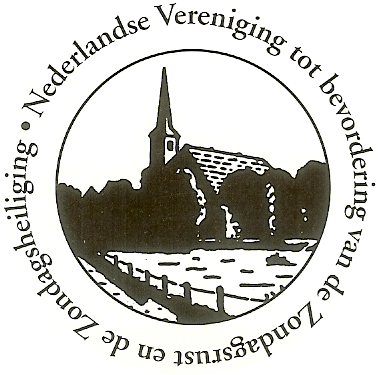 • Nederlandse Vereniging tot bevordering van de Zondagsrust en de Zondagsheiliging